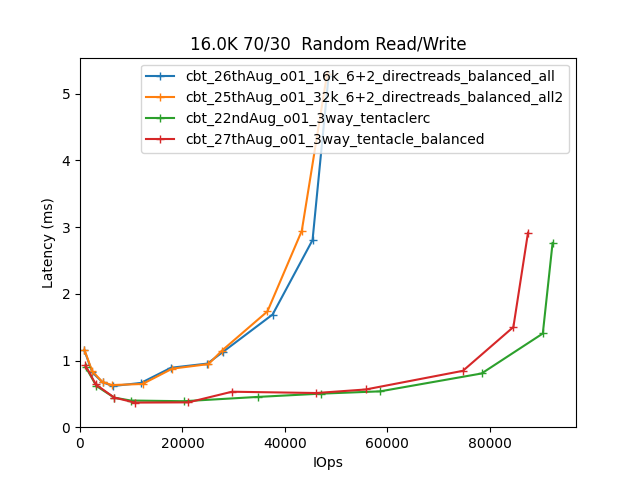 16.0K 70/30  Random Read/Write
cbt_26thAug_o01_16k_6+2_directreads_balanced_all
cbt_25thAug_o01_32k_6+2_directreads_balanced_all2
cbt_22ndAug_o01_3way_tentaclerc
cbt_27thAug_o01_3way_tentacle_balanced
Latency (ms)
5
4
3
2
1
0
0 20000 40000 60000 80000
IOps